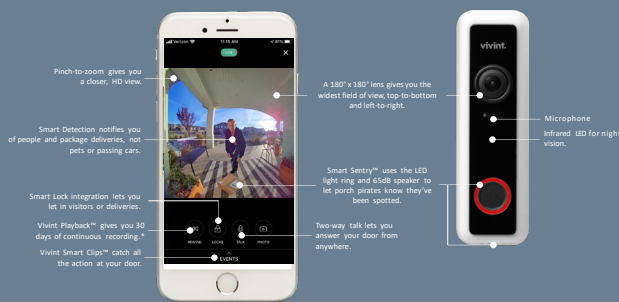 Verizon
11:15 AM
81%
LIVE
Pinch-to-zoom gives you
a closer, HD view.
Smart Detection notifies you
of people and package deliveries, not
pets or passing cars.
Smart Lock integration lets you
let in visitors or deliveries.
Vivint Playback™ gives you 30
days of continuous recording.*
Vivint Smart Clips™ catch all
the action at your door.
REWIND LOCKS TALK PHOTO
EVENTS
A 180° x 180° lens gives you the
widest field of view, top-to-bottom
and left-to-right.
Smart Sentry™ uses the LED
light ring and 65dB speaker to
let porch pirates know they've
been spotted.
Two-way talk lets you
answer your door from
anywhere.
vivint.
Microphone
Infrared LED for night
vision.